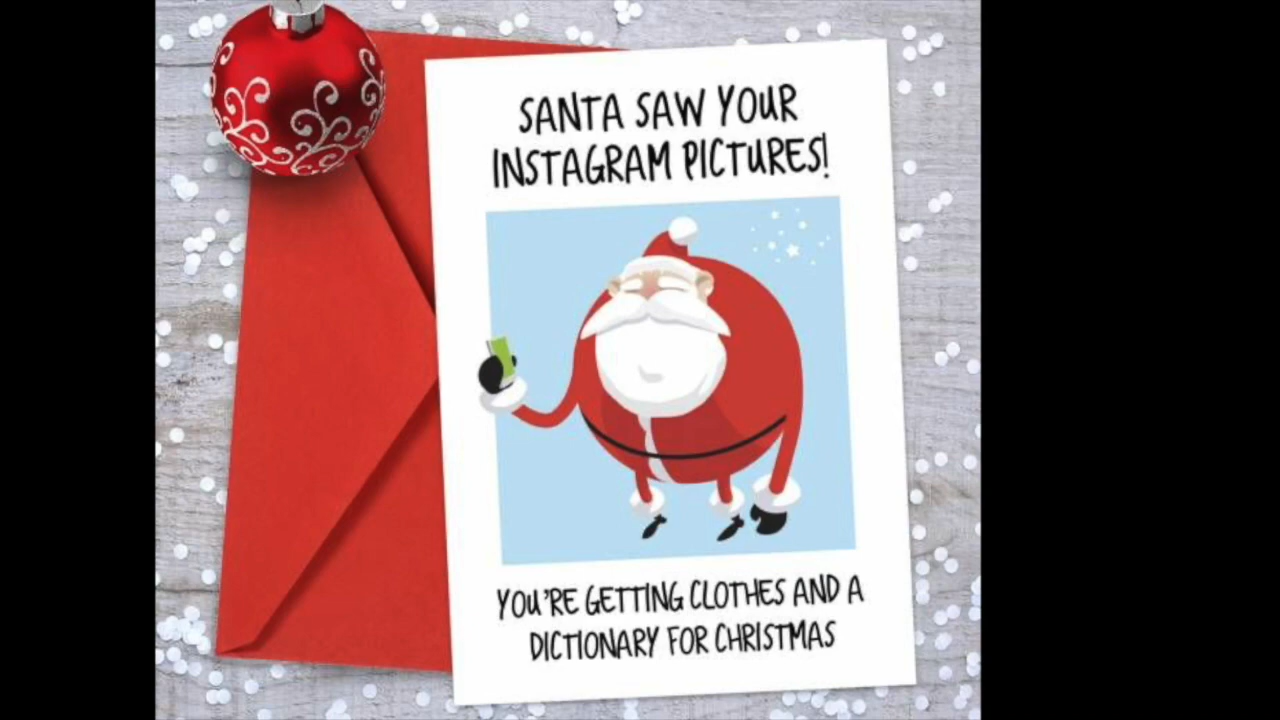 SANTA SAW YOUR
INSTAGRAM PICTURES!
YOU'RE GETTING CLOTHES AND A
DICTIONARY FOR CHRISTMAS